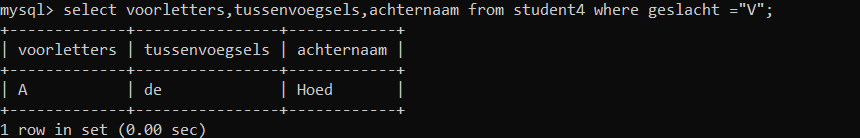 mysql> select voorletters,tussenvoegsels,achternaam from student4 where geslacht ="V";
+-------------+----------------+------------+
| voorletters | tussenvoegsels | achternaam |
+-------------+----------------+------------+
| A           | de             | Hoed       |
+-------------+----------------+------------+
1 row in set (0.00 sec)